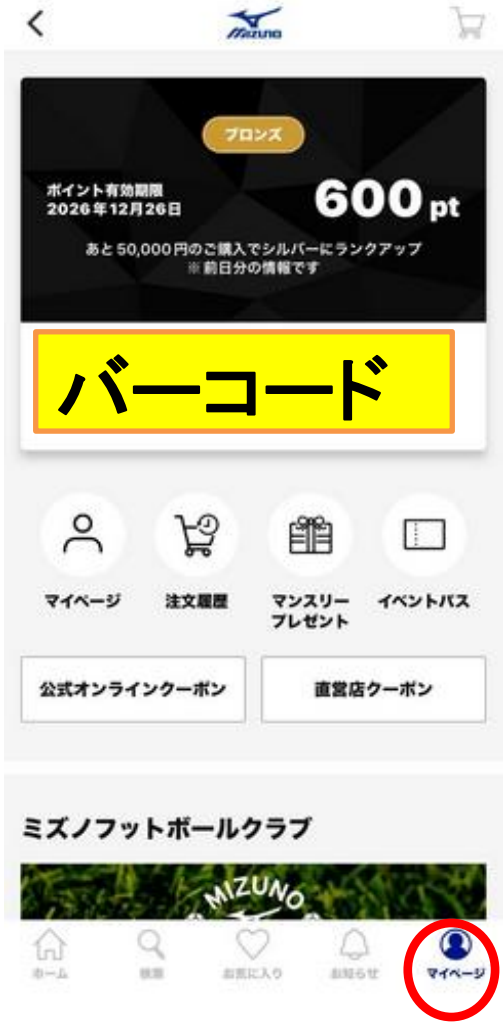 MIZUNO
ブロンズ
ポイント有効期限
2026年12月26日
600 pt
あと50,000円のご購入でシルバーにランクアップ
※前日分の情報です
バーコード
マイページ
注文履歴
マンスリー
プレゼント
イベントパス
公式オンラインクーポン
直営店クーポン
ミズノフットボールクラブ
MIZUNO
ホーム
検索
お気に入り
お知らせ
マイページ